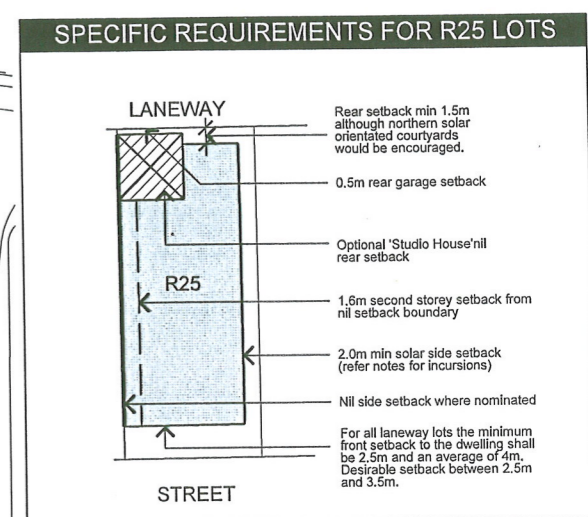 SPECIFIC REQUIREMENTS FOR R25 LOTS
LANEWAY
Rear setback min 1.5m
although northern solar
orientated courtyards
would be encouraged.
0.5m rear garage setback
Optional 'Studio House'nil
rear setback
R25
1.6m second storey setback from
nil setback boundary
2.0m min solar side setback
(refer notes for incursions)
Nil side setback where nominated
For all laneway lots the minimum
front setback to the dwelling shall
be 2.5m and an average of 4m.
Desirable setback between 2.5m
and 3.5m.
STREET